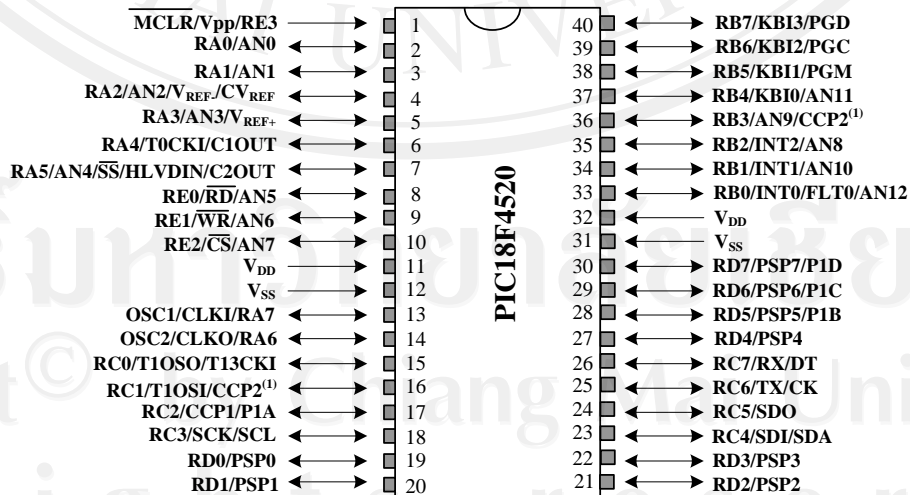 MCLR/Vpp/RE3 1 40 RB7/KBI3/PGD
RA0/AN0 2 39 RB6/KBI2/PGC
RA1/AN1 3 38 RB5/KBI1/PGM
RA2/AN2/VREF-/CVREF 4 37 RB4/KBI0/AN11
RA3/AN3/VREF+ 5 36 RB3/AN9/CCP2(1)
RA4/T0CKI/C1OUT 6 35 RB2/INT2/AN8
RA5/AN4/SS/HLVDIN/C2OUT 7 34 RB1/INT1/AN10
RE0/RD/AN5 8 33 RB0/INT0/FLT0/AN12
RE1/WR/AN6 9 32 VDD
RE2/CS/AN7 10 31 VSS
VDD 11 30 RD7/PSP7/P1D
VSS 12 29 RD6/PSP6/P1C
OSC1/CLKI/RA7 13 28 RD5/PSP5/P1B
OSC2/CLKO/RA6 14 27 RD4/PSP4
RC0/T1OSO/T13CKI 15 26 RC7/RX/DT
RC1/T1OSI/CCP2(1) 16 25 RC6/TX/CK
RC2/CCP1/P1A 17 24 RC5/SDO
RC3/SCK/SCL 18 23 RC4/SDI/SDA
RD0/PSP0 19 22 RD3/PSP3
RD1/PSP1 20 21 RD2/PSP2
PIC18F4520